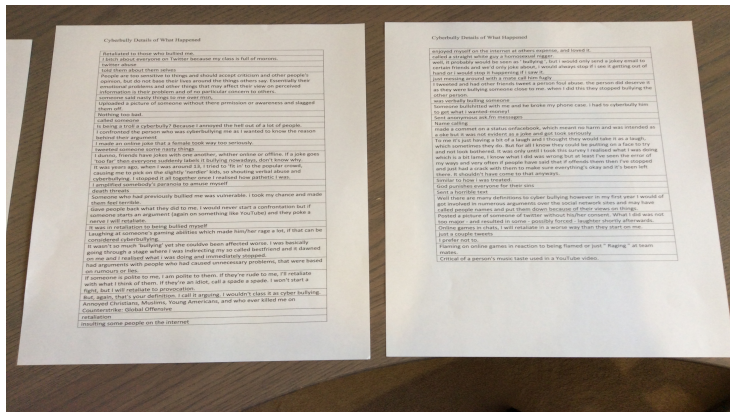 Cyberbully Details of What Happened
Retaliated to those who bullied me.
I bitch about everyone on Twitter because my class is full of morons.
twitter abuse
told them about them selves
People are too sensitive to things and should accept criticism and other people's
opinion, but do not base their lives around the things others say. Essentially, their
emotional problems and other things that may affect their view on perceived
information is their problem and of no particular concern to others.
someone said nasty things to me over msn.
Uploaded a picture of someone without there permission or awareness and slagged
them off.
Nothing too bad.
called someone
Is being a troll a cyberbully? Because I annoyed the hell out of a lot of people.
I confronted the person who was cyberbullying me as I wanted to know the reason
behind their argument.
I made an online joke that a female took way too seriously.
tweeted someone some nasty things
I dunno, friends have jokes with one another, whether online or offline. If a joke goes
'too far' then everyone suddenly labels it bullying nowadays, don't know why.
It was years ago, when I was around 14, I tried to 'fit in' to the popular crowd,
causing me to pick on the slightly 'nerdier' kids, so shouting verbal abuse and
cyberbullying. I stopped it all together since I realised how pathetic I was.
I amplified somebody's paranoia to amuse myself
death threats
Someone who had previously bullied me was vulnerable. I took my chance and made
them feel terrible.
Gave people back what they did to me. I would never start a confrontation but if
someone starts an argument (again on something like YouTube) and they poke a
nerve I will retaliate.
It was in retaliation to being bullied myself
Laughing at someone's gaming abilities which made him/her rage a lot, if that can be
considered cyberbullying.
It wasn't so much 'bullying' yet she couldve been affected worse. I was basically
going through a stage where I was indirecting my so called bestfriend and it dawned
on me and I realised what i was doing and immediately stopped.
had arguments with people who had caused unnecessary problems, that were based
on rumours or lies.
If someone is polite to me, I am polite to them. If they're rude to me, I'll retaliate
with what I think of them. If they're an idiot, call a spade a spade. I won't start a
fight, but I will retaliate to provocation.
But, again, that's your definition. I call it arguing. I wouldn't class it as cyber bullying.
Annoyed Christians, Muslims, Young Americans, and who ever killed me on
Counterstrike: Global Offensive
retaliation
insulting some people on the internet
Cyberbully Details of What Happened
enjoyed myself on the internet at others expense, and loved it.
called a straight white guy a homosexual nigger
well, it probably would be seen as 'bullying', but i would only send a jokey email to
certain friends and we'll only joke about, i would always stop if i see it getting out of
hand or i would stop it happening if i saw it.
just messing around with a mate call him fugly
I tweeted and had other friends tweet a person foul abuse. the person did deserve it
as they were bullying someone close to me. when I did this they stopped bullying the
other person.
was verbally bulling someone
Someone bullshitted with me and he broke my phone case. I had to cyberbully him
to get what I wanted-money!
Sent anonymous ask.fm messages
Name calling
made a commet on a status onfacebook, which meant no harm and was intended as
a oke but it was not evident as a joke and got took seriously
To me it's just having a bit of a laugh and i thought they would take it as a laugh,
which sometimes they do. But for all I know they could be putting on a face to try
and not look bothered. It was only until I took this survey I realised what I was doing
which is a bit lame, I know what I did was wrong but at least I've seen the error of
my ways and very often if people have said that it offends them then I've stopped
and just had a crack with them to make sure everything's okay and it's been left
there. It shouldn't have come to that anyways.
Similar to how i was treated.
God punishes everyone for their sins
Sent a horrible text
Well there are many definitions to cyber bullying however in my first year I would of
got involved in numerous arguments over the social network sites and may have
called people names and put them down because of their views on things.
Posted a picture of someone of twitter without his/her consent. What I did was not
too major - and resulted in some - possibly forced - laughter shortly afterwards.
Online games in chats, I will retaliate in a worse way than they start on me.
just a couple tweets
I prefer not to.
Flaming on online games in reaction to being flamed or just " Raging " at team
mates.
Critical of a person's music taste used in a YouTube video.